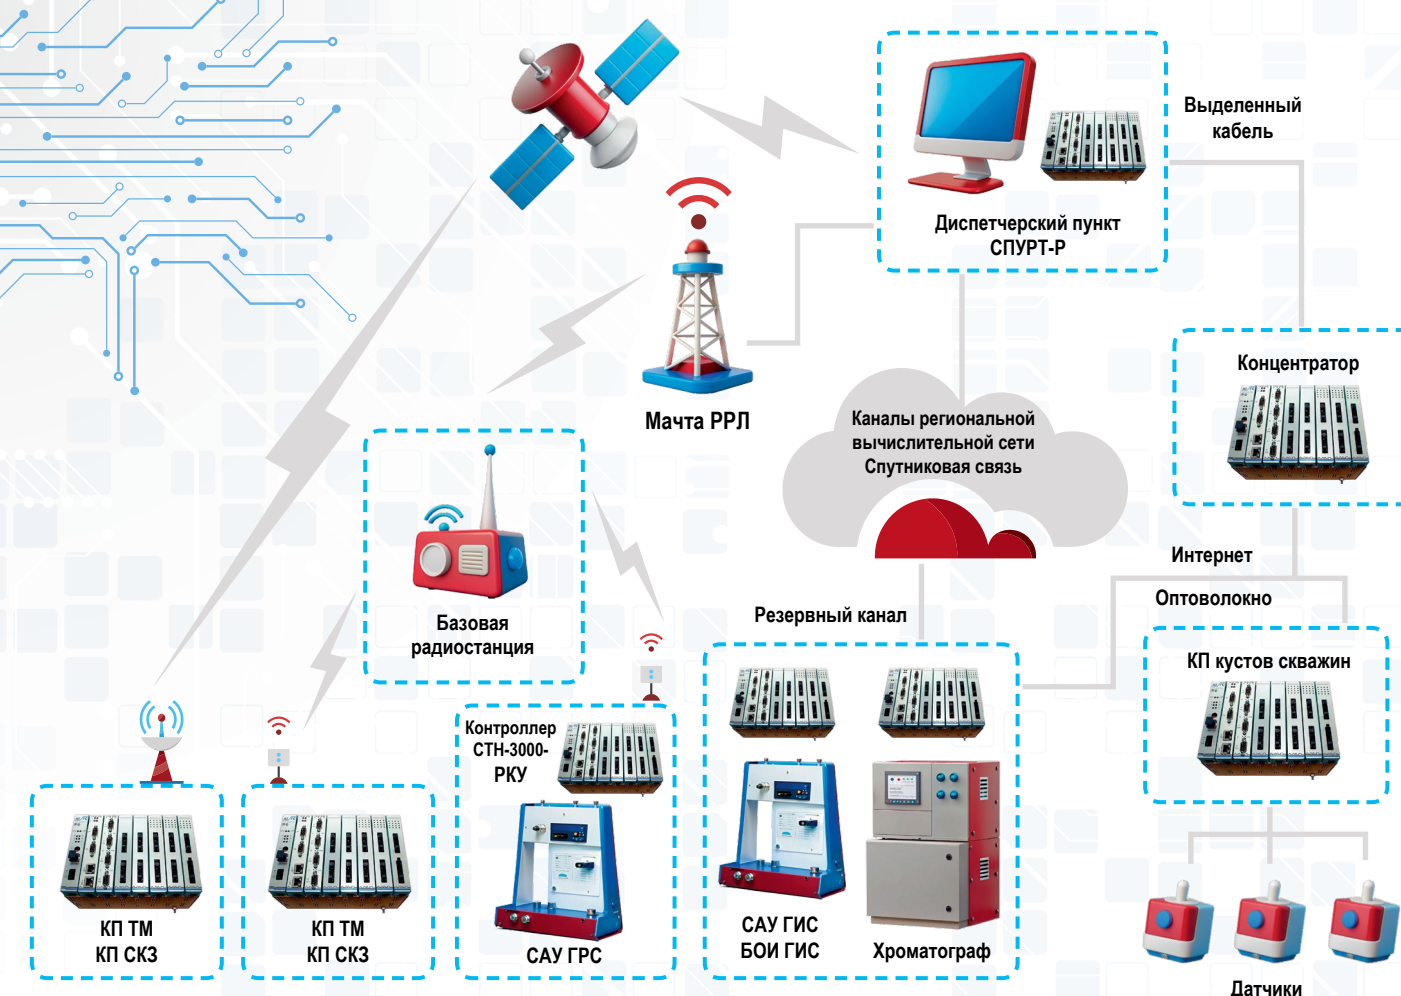 Выделенный
кабель
Диспетчерский пункт
СПУРТ-Р
Концентратор
Мачта РРЛ
Каналы региональной
вычислительной сети
Спутниковая связь
Интернет
Оптоволокно
Резервный канал
Базовая
радиостанция
КП кустов скважин
Контроллер
СТН-3000-
РКУ
КП ТМ
КП СКЗ
КП ТМ
КП СКЗ
САУ ГРС
САУ ГИС
БОИ ГИС
Хроматограф
Датчики